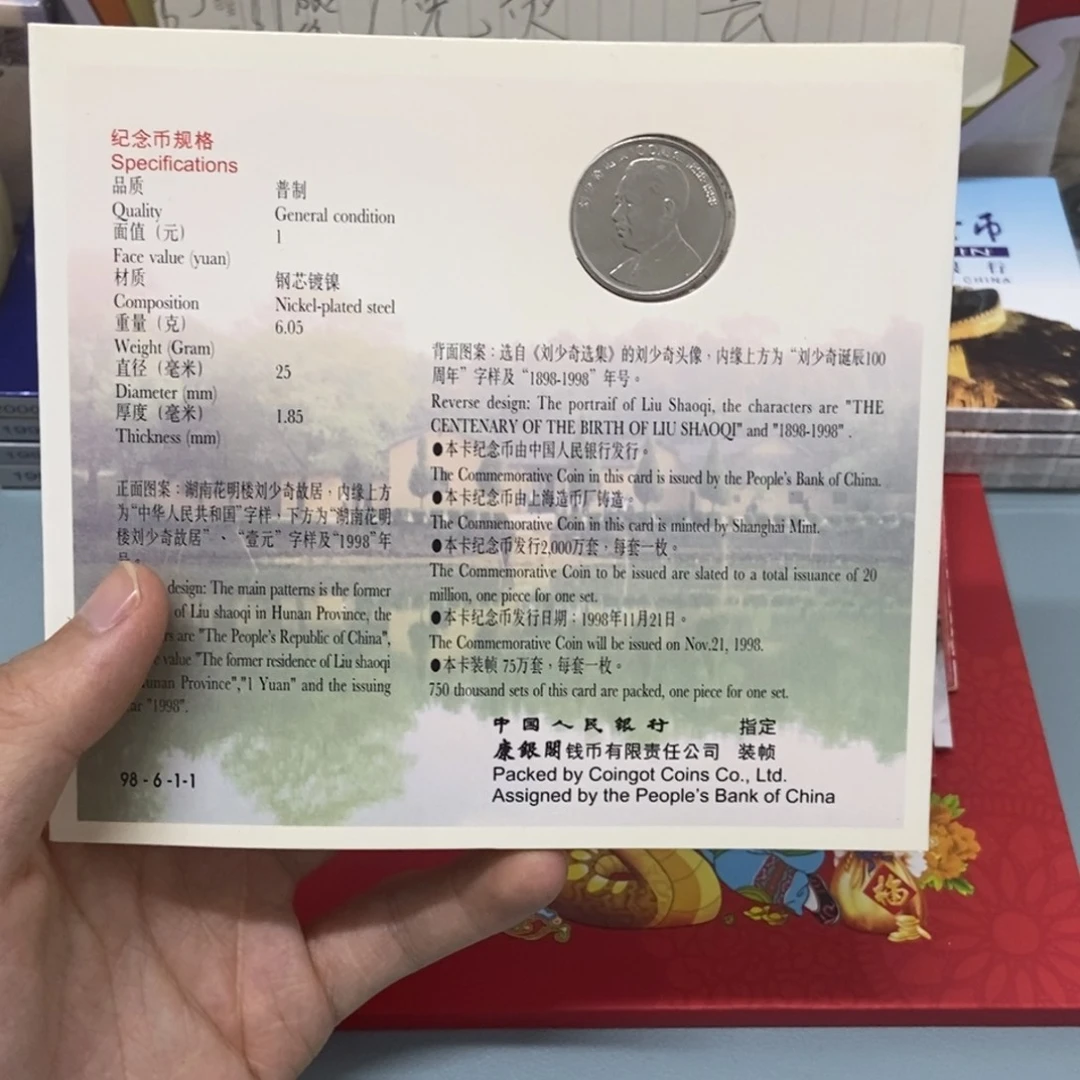 纪念币规格
Specifications
品质 普制
Quality General condition
面值（元） 1
Face value (yuan)
材质 钢芯镀镍
Composition Nickel-plated steel
重量（克） 6.05
Weight (Gram)
直径（毫米） 25
Diameter (mm)
厚度（毫米） 1.85
Thickness (mm)
正面图案：湖南花明楼刘少奇故居，内缘上方
为“中华人民共和国”字样，下方为“湖南花明
楼刘少奇故居”、“壹元”字样及“1998”年
号。
design: The main patterns is the former
of Liu shaoqi in Hunan Province, the
are "The People's Republic of China",
value "The former residence of Liu shaoqi
Province","1 Yuan" and the issuing
"1998".
98-6-1-1
背面图案：选自《刘少奇选集》的刘少奇头像，内缘上方为“刘少奇诞辰100
周年”字样及“1898-1998”年号。
Reverse design: The portraif of Liu Shaoqi, the characters are "THE
CENTENARY OF THE BIRTH OF LIU SHAOQI" and "1898-1998" .
●本卡纪念币由中国人民银行发行。
The Commemorative Coin in this card is issued by the People's Bank of China.
●本卡纪念币由上海造币厂铸造。
The Commemorative Coin in this card is minted by Shanghai Mint.
●本卡纪念币发行2,000万套，每套一枚。
The Commemorative Coin to be issued are slated to a total issuance of 20
million, one piece for one set.
●本卡纪念币发行日期：1998年11月21日。
The Commemorative Coin will be issued on Nov.21, 1998.
●本卡装帧 75万套，每套一枚。
750 thousand sets of this card are packed, one piece for one set.
中国人民银行 指定
康银阁钱币有限责任公司 装帧
Packed by Coingot Coins Co., Ltd.
Assigned by the People's Bank of China
币
IN
行
CHINA
福